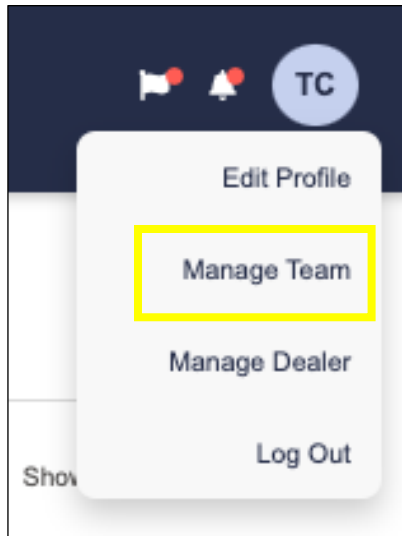 TC
Edit Profile
Manage Team
Manage Dealer
Log Out
Show